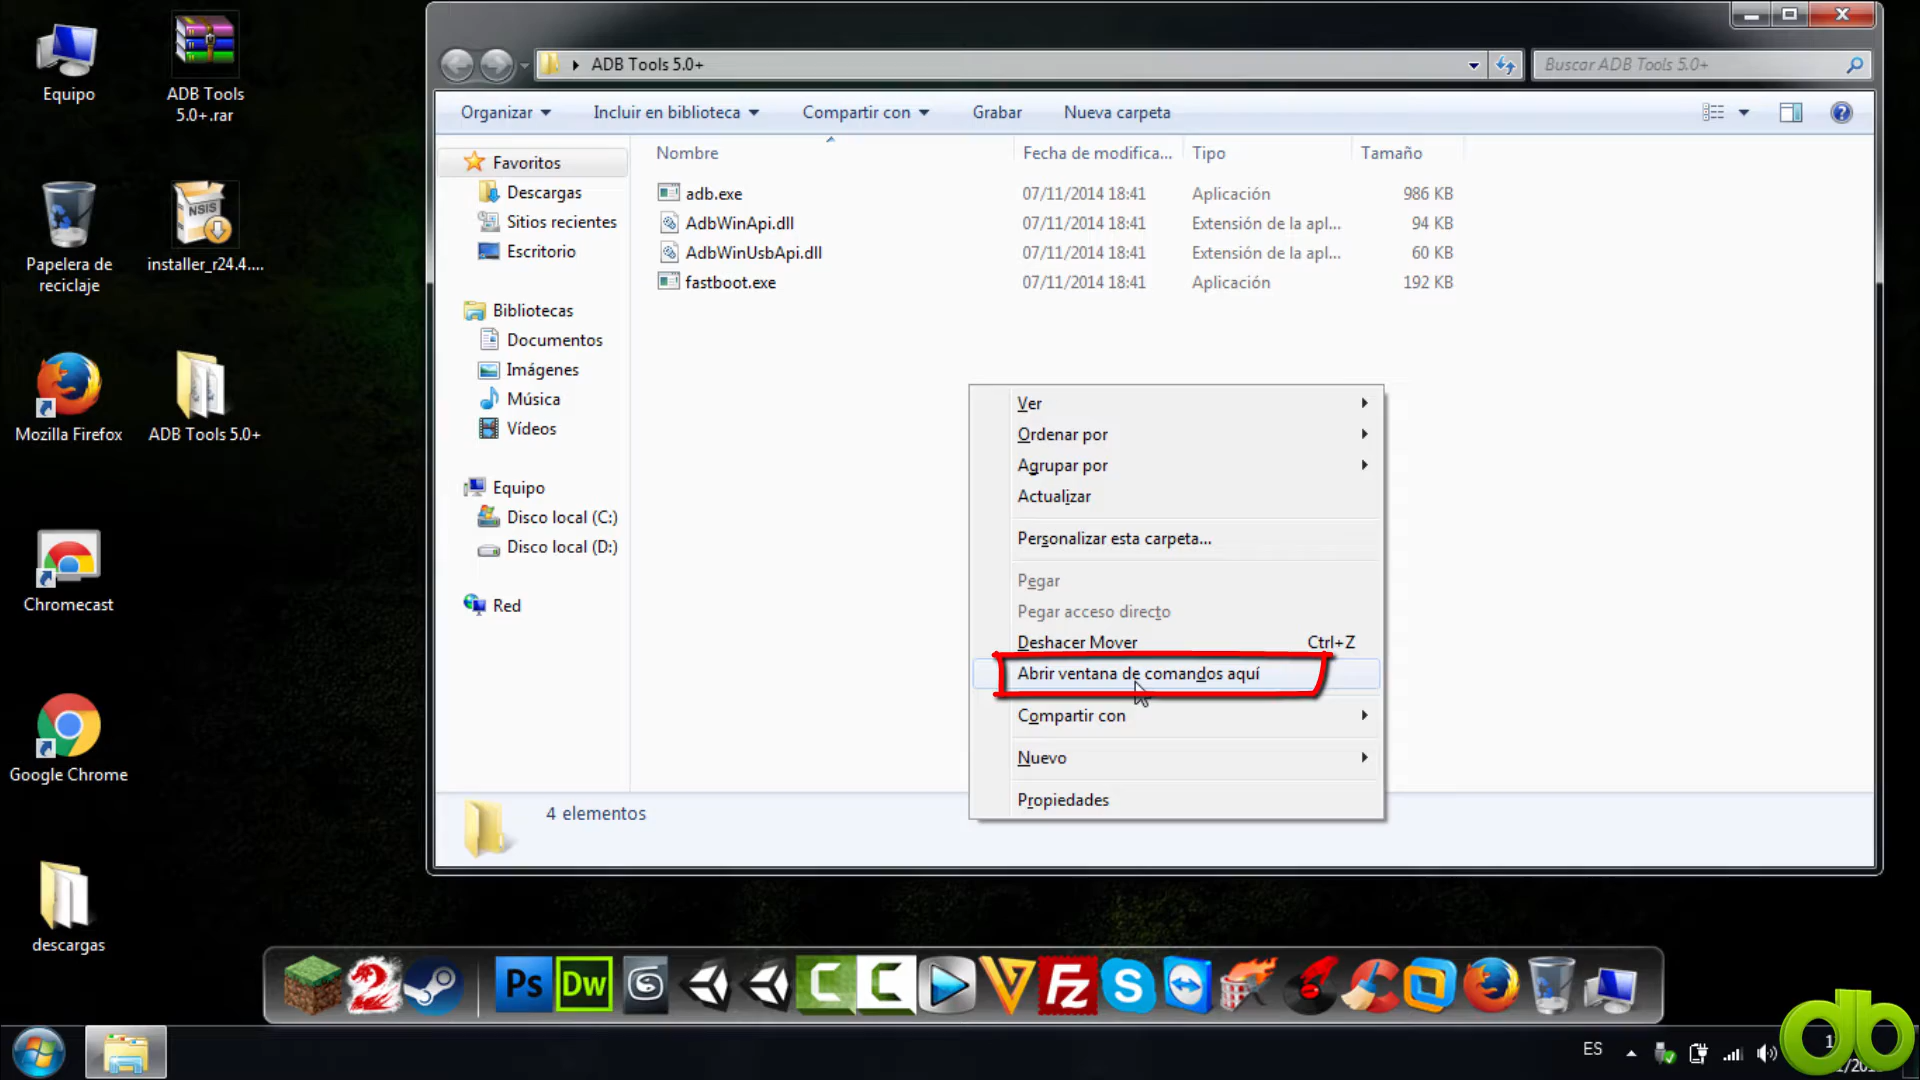 Equipo
ADB Tools
5.0+.rar
Papelera de
reciclaje
NSIS
installer_r24.4....
Mozilla Firefox
ADB Tools 5.0+
Chromecast
Google Chrome
descargas
ADB Tools 5.0+
Buscar ADB Tools 5.0+
Organizar
Incluir en biblioteca
Compartir con
Grabar
Nueva carpeta
Favoritos
Descargas
Sitios recientes
Escritorio
Bibliotecas
Documentos
Imágenes
Música
Vídeos
Equipo
Disco local (C:)
Disco local (D:)
Red
Nombre Fecha de modifica... Tipo Tamaño
adb.exe 07/11/2014 18:41 Aplicación 986 KB
AdbWinApi.dll 07/11/2014 18:41 Extensión de la apl... 94 KB
AdbWinUsbApi.dll 07/11/2014 18:41 Extensión de la apl... 60 KB
fastboot.exe 07/11/2014 18:41 Aplicación 192 KB
Ver
Ordenar por
Agrupar por
Actualizar
Personalizar esta carpeta...
Pegar
Pegar acceso directo
Deshacer Mover Ctrl+Z
Abrir ventana de comandos aquí
Compartir con
Nuevo
Propiedades
4 elementos
2
Ps
Dw
C
C
Fz
S
ES
db